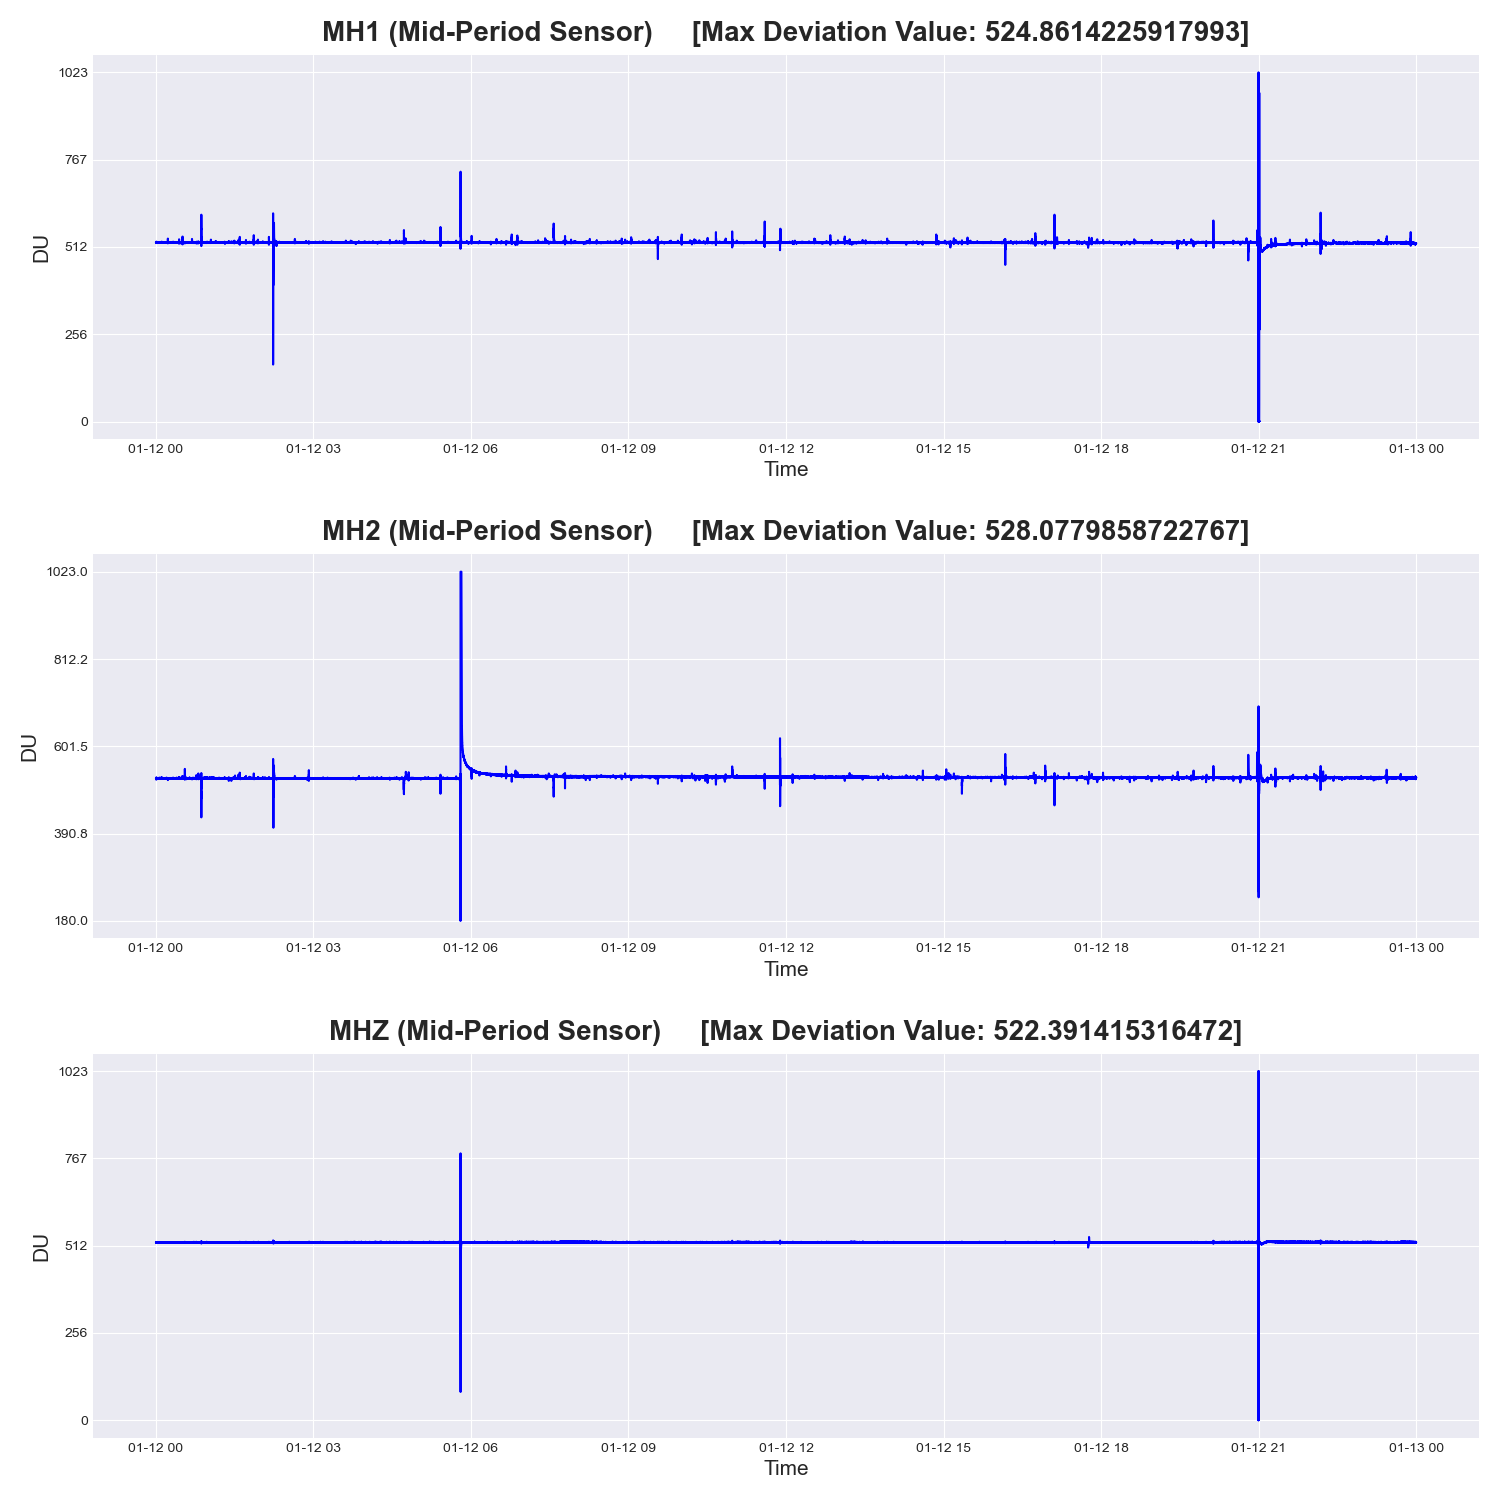 MH1 (Mid-Period Sensor) [Max Deviation Value: 524.8614225917993]
1023
767
512
256
0
DU
01-12 00 01-12 03 01-12 06 01-12 09 01-12 12 01-12 15 01-12 18 01-12 21 01-13 00
Time
MH2 (Mid-Period Sensor) [Max Deviation Value: 528.0779858722767]
1023.0
812.2
601.5
390.8
180.0
DU
01-12 00 01-12 03 01-12 06 01-12 09 01-12 12 01-12 15 01-12 18 01-12 21 01-13 00
Time
MHZ (Mid-Period Sensor) [Max Deviation Value: 522.391415316472]
1023
767
512
256
0
DU
01-12 00 01-12 03 01-12 06 01-12 09 01-12 12 01-12 15 01-12 18 01-12 21 01-13 00
Time